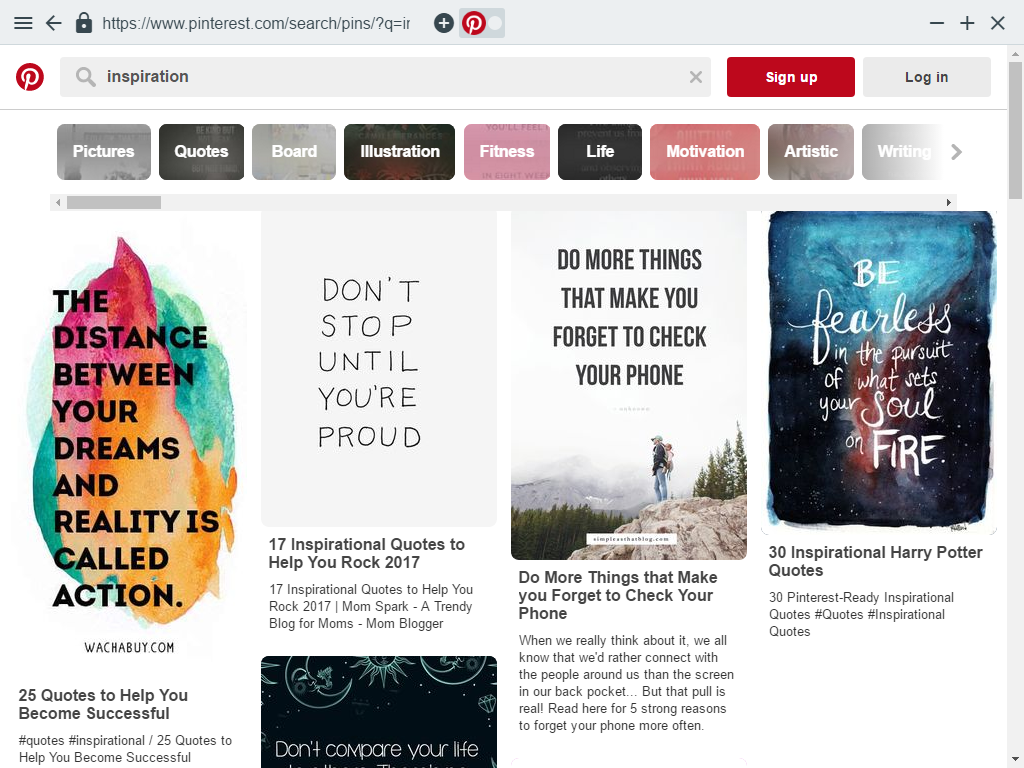 https://www.pinterest.com/search/pins/?q=in
inspiration
Sign up
Log in
Pictures
Quotes
Board
Illustration
Fitness
Life
Motivation
Artistic
Writing
THE
DISTANCE
BETWEEN
YOUR
DREAMS
AND
REALITY IS
CALLED
ACTION.
WACHABUY.COM
25 Quotes to Help You
Become Successful
#quotes #inspirational / 25 Quotes to
Help You Become Successful
DON'T
STOP
UNTIL
YOU'RE
PROUD
17 Inspirational Quotes to
Help You Rock 2017
17 Inspirational Quotes to Help You
Rock 2017 | Mom Spark - A Trendy
Blog for Moms - Mom Blogger
Don't compare your life
DO MORE THINGS
THAT MAKE YOU
FORGET TO CHECK
YOUR PHONE
- unknown
simpleasthatblog.com
Do More Things that Make
you Forget to Check Your
Phone
When we really think about it, we all
know that we'd rather connect with
the people around us than the screen
in our back pocket... But that pull is
real! Read here for 5 strong reasons
to forget your phone more often.
BE
fearless
in the pursuit
of what sets
your Soul
on FIRE.
30 Inspirational Harry Potter
Quotes
30 Pinterest-Ready Inspirational
Quotes #Quotes #Inspirational
Quotes